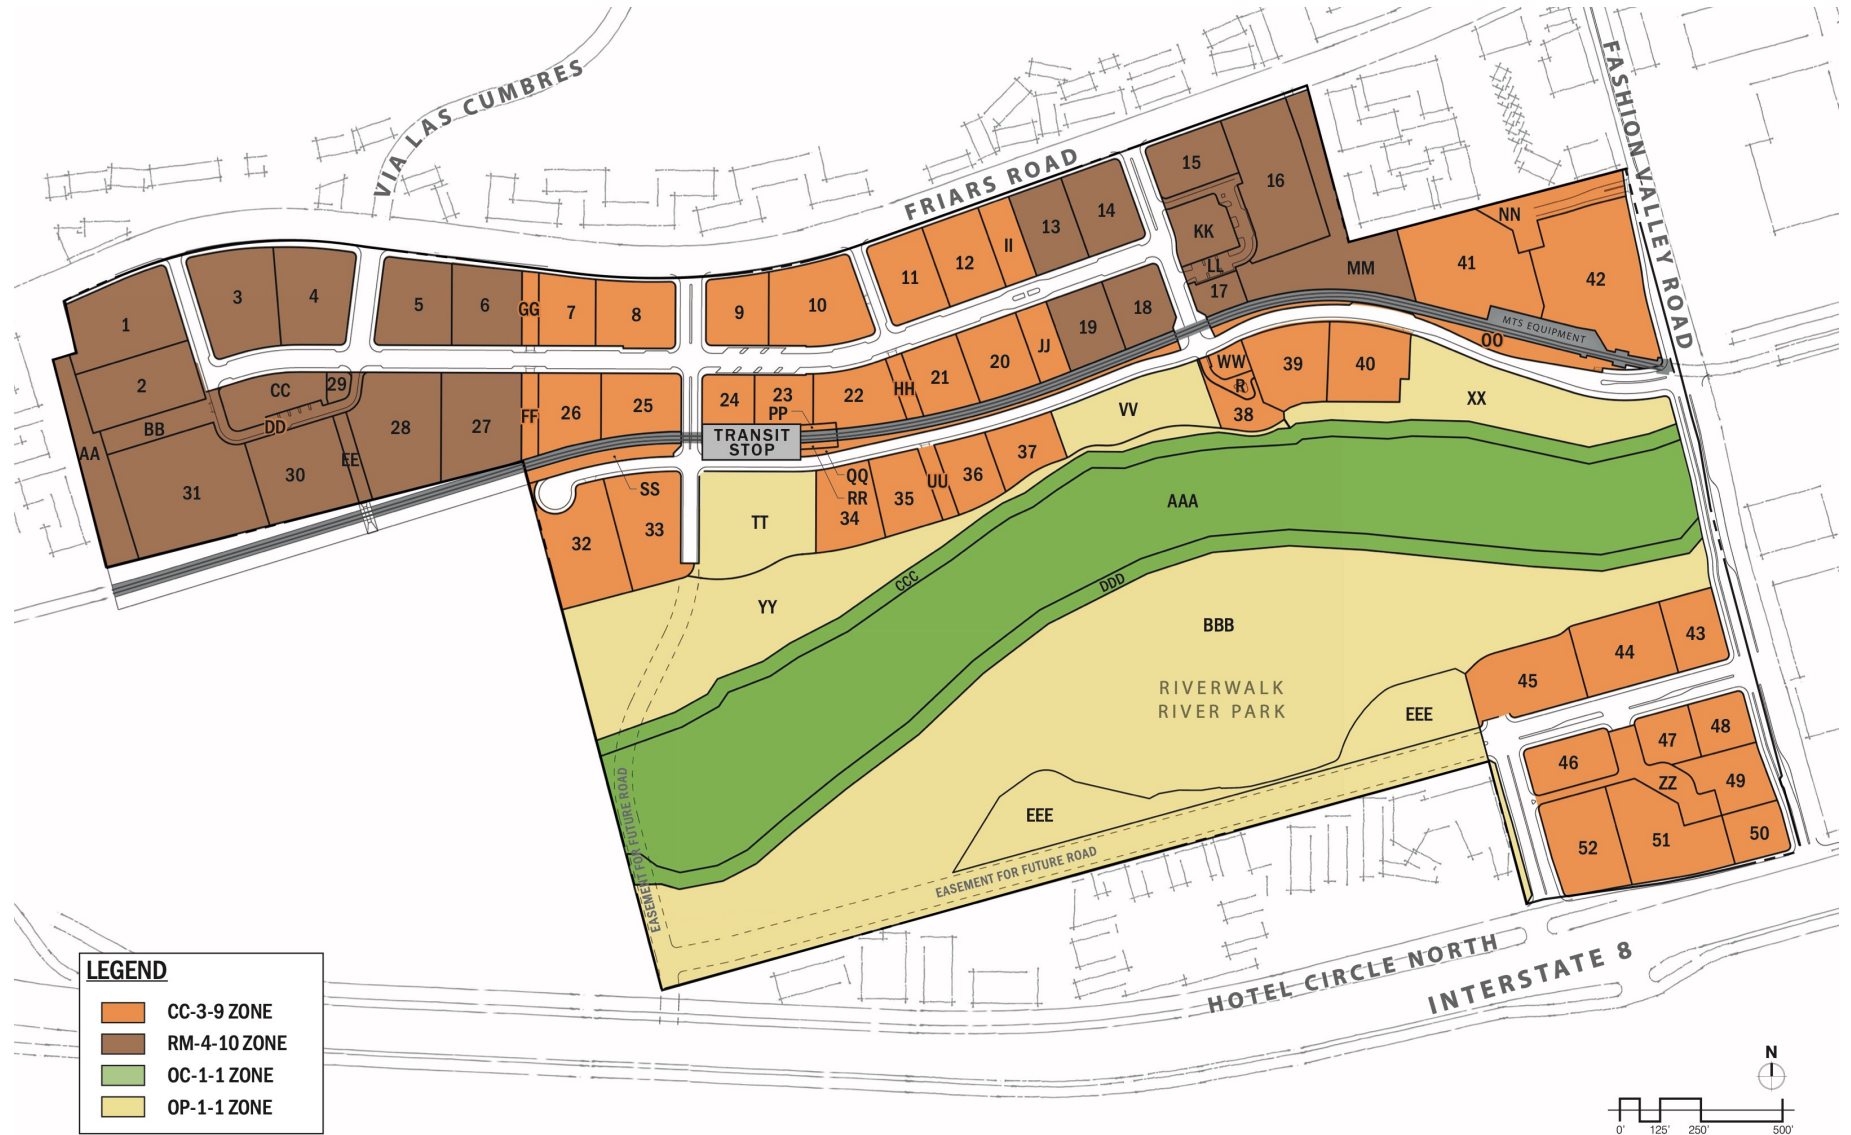 VIA LAS CUMBRES
FRIARS ROAD
FASHION VALLEY ROAD
15
16
14
13
II
12
11
KK
LL
17
MM
NN
41
42
MTS EQUIPMENT
OO
1
2
3
4
5
6
GG
7
8
9
10
18
19
JJ
20
21
HH
22
23
24
PP
CC
29
DD
BB
AA
EE
28
27
FF
26
25
31
30
TRANSIT
STOP
WW
R
38
39
40
XX
VV
37
36
UU
35
34
QQ
RR
SS
32
33
TT
YY
CCC
AAA
DDD
BBB
RIVERWALK
RIVER PARK
EEE
EEE
43
44
45
46
47
48
49
ZZ
50
51
52
EASEMENT FOR FUTURE ROAD
EASEMENT FOR FUTURE ROAD
HOTEL CIRCLE NORTH
INTERSTATE 8
LEGEND
CC-3-9 ZONE
RM-4-10 ZONE
OC-1-1 ZONE
OP-1-1 ZONE
N
0' 125' 250' 500'